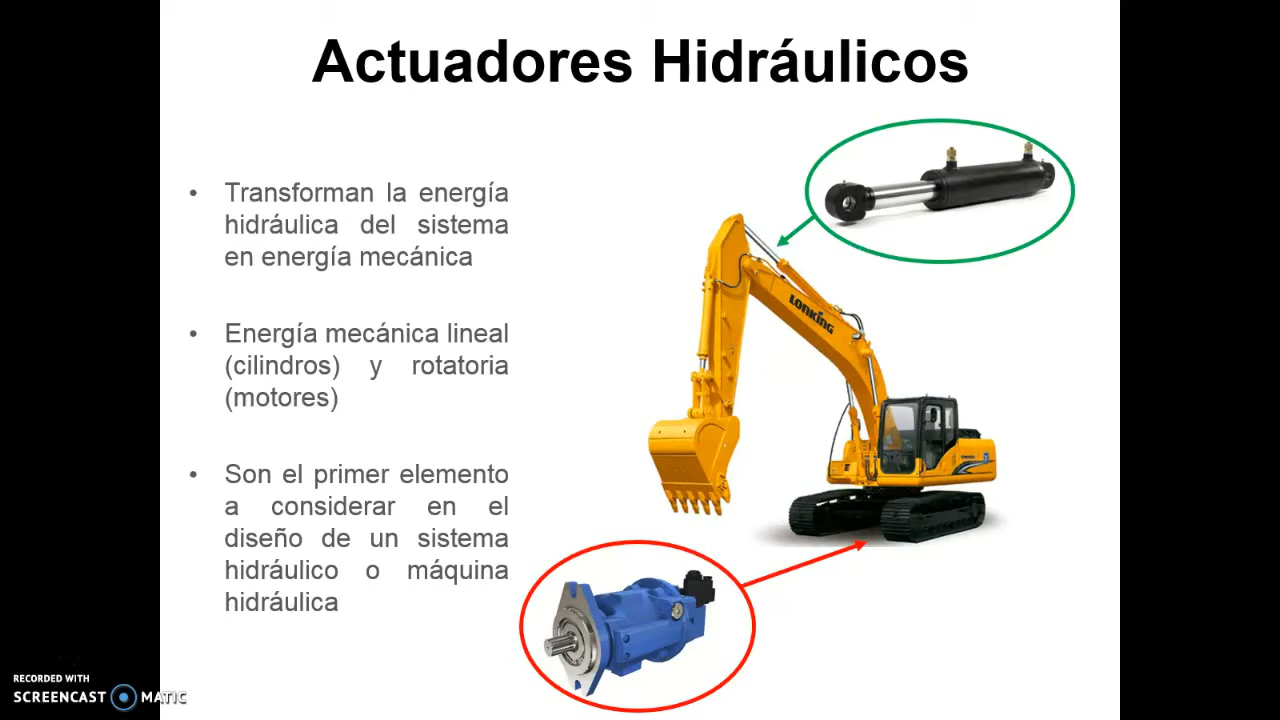 Actuadores Hidráulicos
• Transforman la energía
hidráulica del sistema
en energía mecánica
• Energía mecánica lineal
(cilindros) y rotatoria
(motores)
• Son el primer elemento
a considerar en el
diseño de un sistema
hidráulico o máquina
hidráulica
LONKING
RECORDED WITH
SCREENCAST MATIC